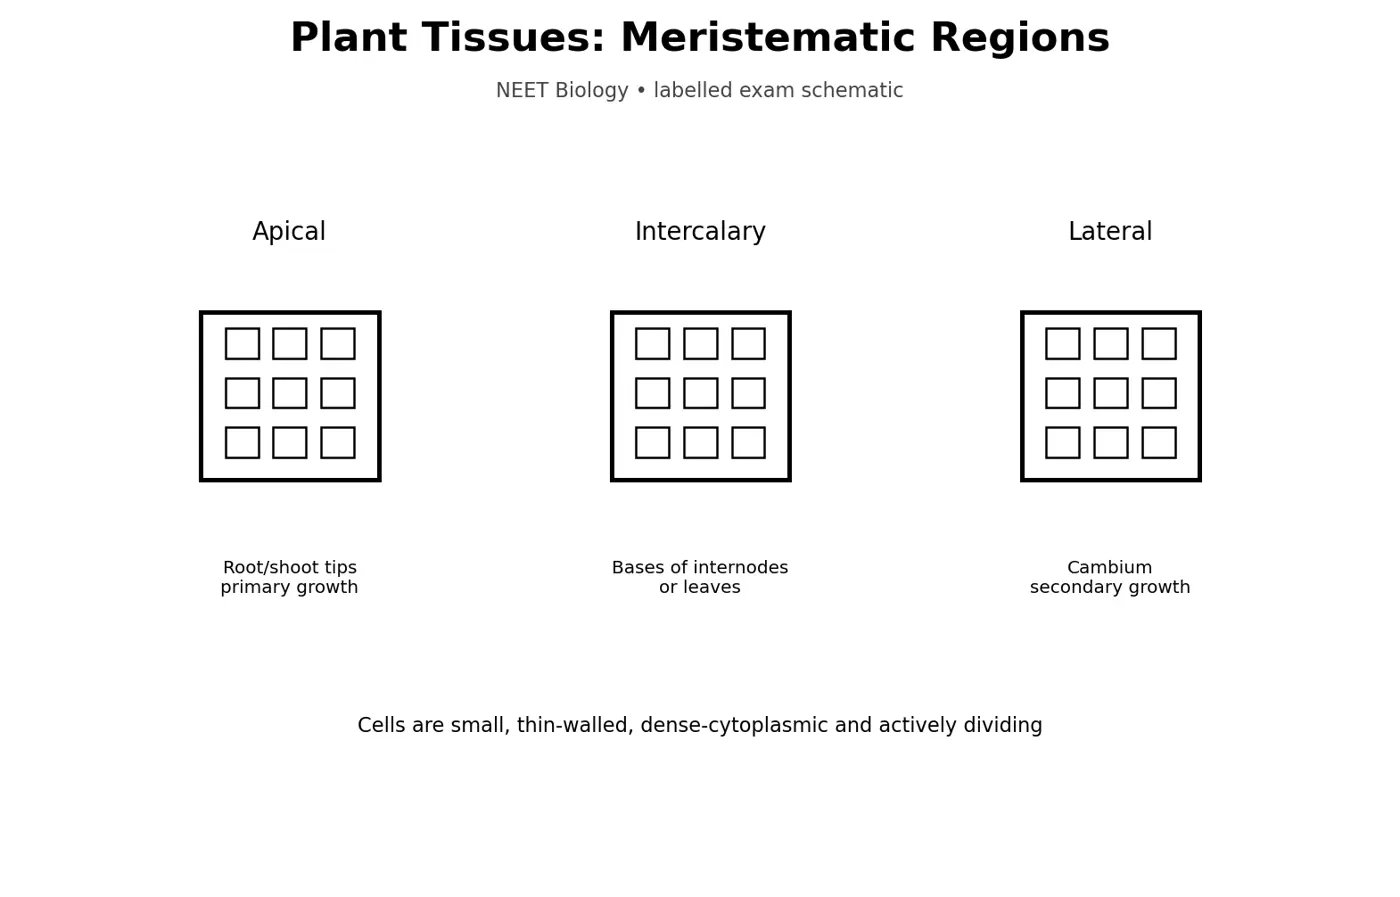 Plant Tissues: Meristematic Regions
NEET Biology • labelled exam schematic
Apical
Intercalary
Lateral
Root/shoot tips
primary growth
Bases of internodes
or leaves
Cambium
secondary growth
Cells are small, thin-walled, dense-cytoplasmic and actively dividing